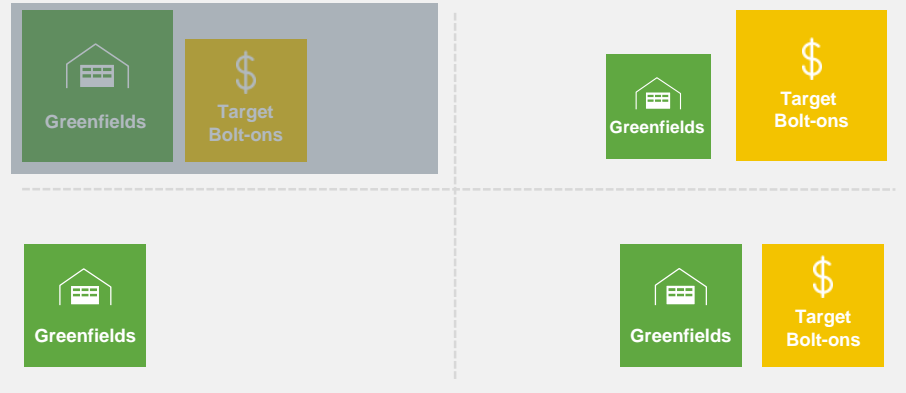 Greenfields
Target
Bolt-ons
Greenfields
Target
Bolt-ons
Greenfields
Greenfields
Target
Bolt-ons